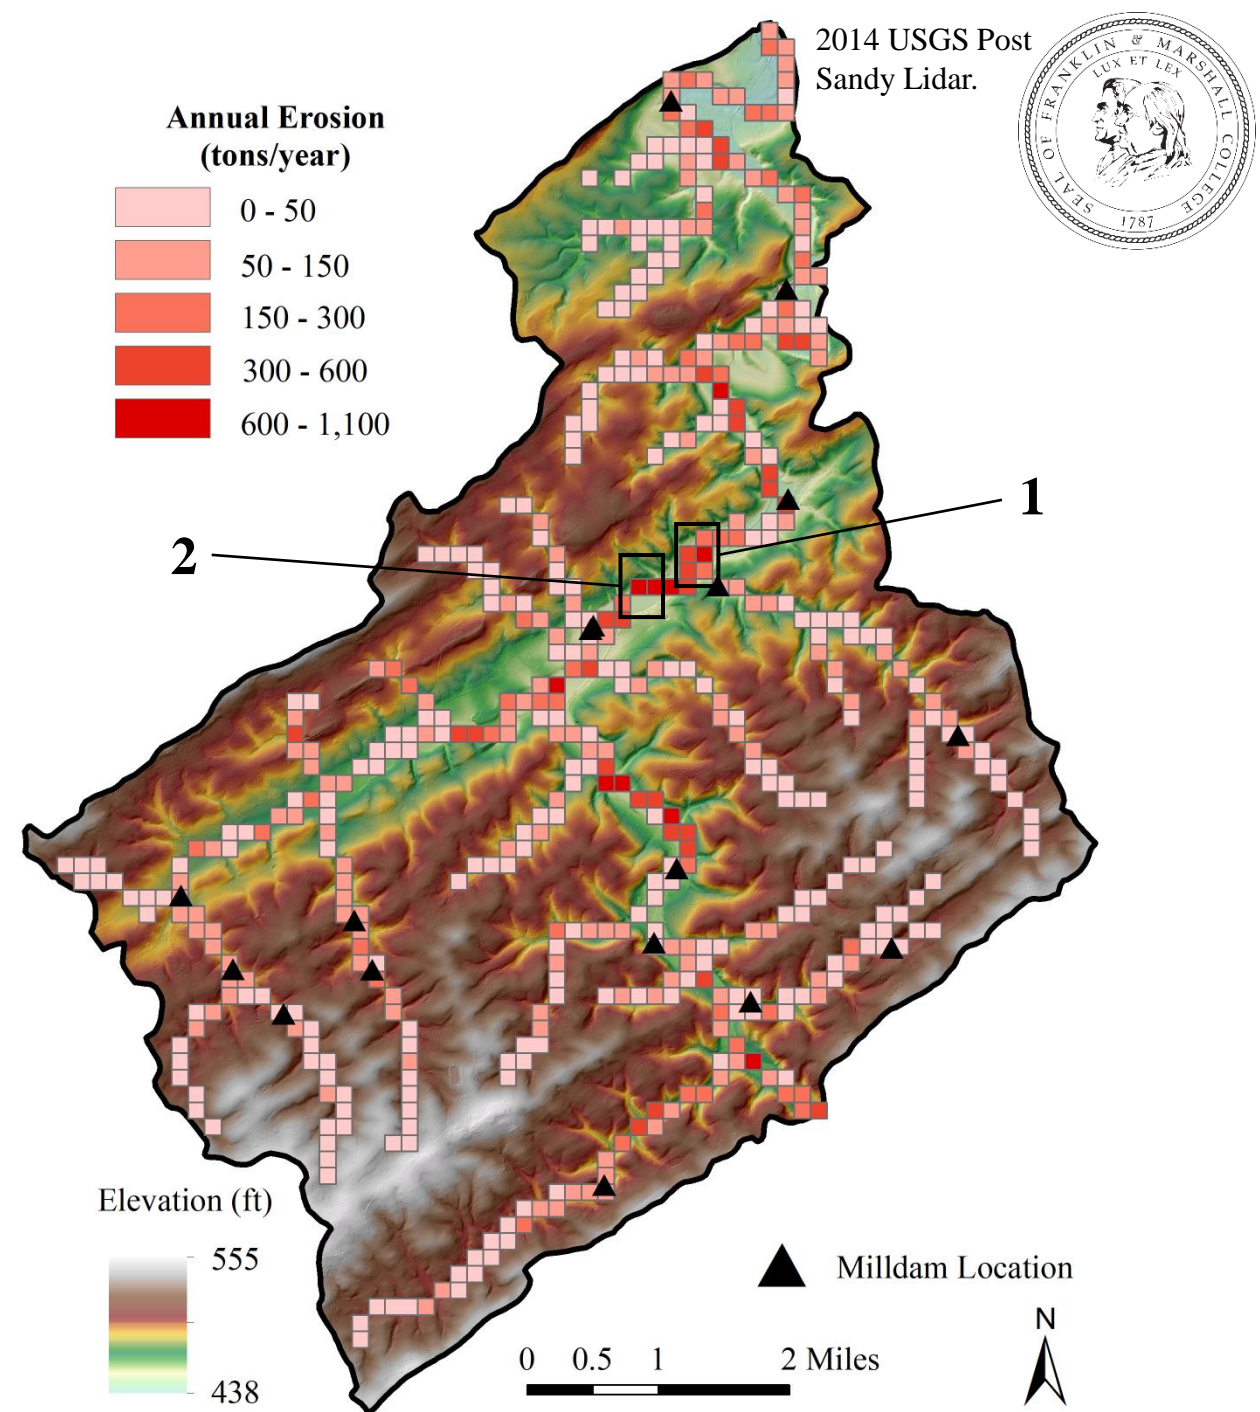 2014 USGS Post
Sandy Lidar.
SEAL OF FRANKLIN & MARSHALL COLLEGE
LUX ET LEX
1787
Annual Erosion
(tons/year)
0 - 50
50 - 150
150 - 300
300 - 600
600 - 1,100
1
2
Elevation (ft)
555
438
Milldam Location
N
0 0.5 1 2 Miles